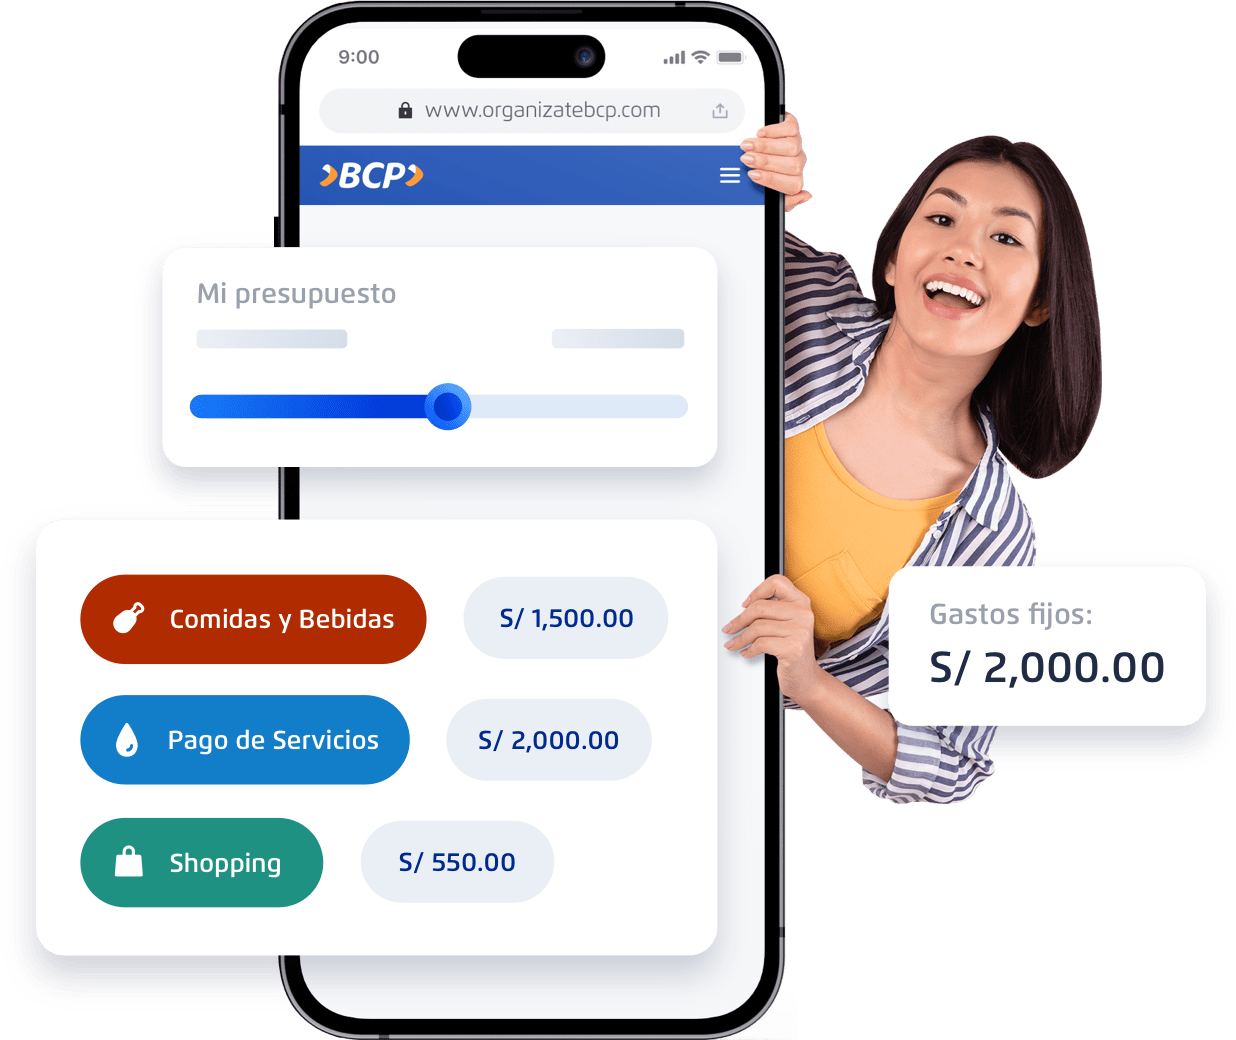 9:00
www.organizatebcp.com
BCP
Mi presupuesto
Comidas y Bebidas S/ 1,500.00
Pago de Servicios S/ 2,000.00
Shopping S/ 550.00
Gastos fijos:
S/ 2,000.00